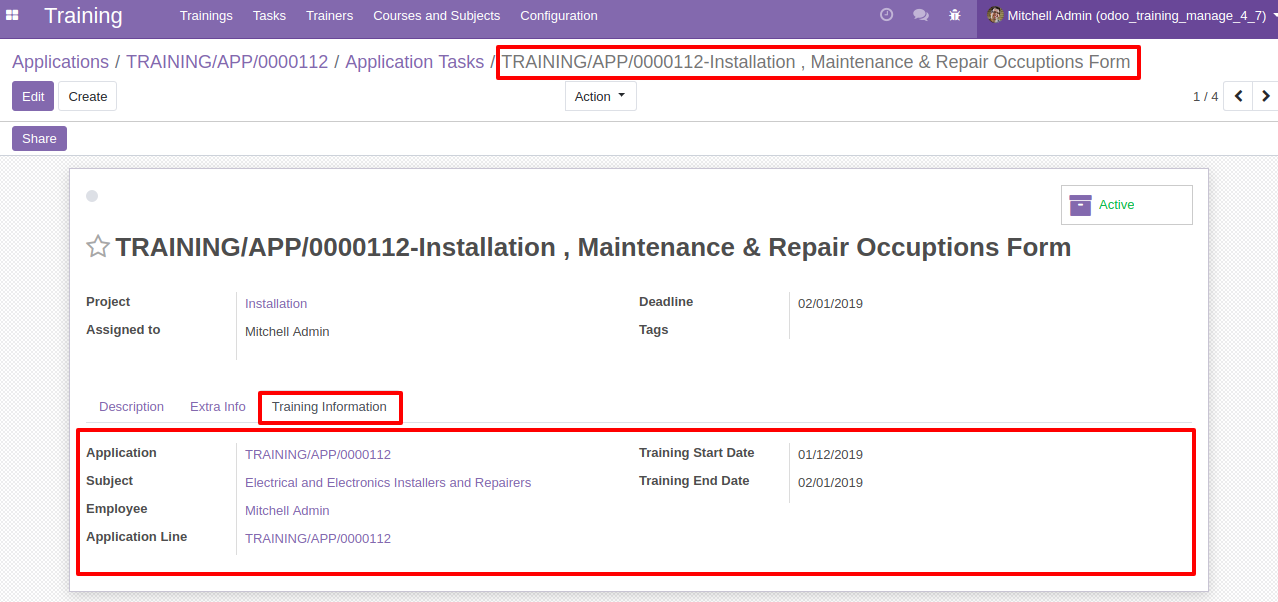 Training Trainings Tasks Trainers Courses and Subjects Configuration Mitchell Admin (odoo_training_manage_4_7)
Applications / TRAINING/APP/0000112 / Application Tasks / TRAINING/APP/0000112-Installation , Maintenance & Repair Occuptions Form
Edit Create Action 1 / 4
Share
Active
TRAINING/APP/0000112-Installation , Maintenance & Repair Occuptions Form
Project Installation Deadline 02/01/2019
Assigned to Mitchell Admin Tags
Description Extra Info Training Information
Application TRAINING/APP/0000112 Training Start Date 01/12/2019
Subject Electrical and Electronics Installers and Repairers Training End Date 02/01/2019
Employee Mitchell Admin
Application Line TRAINING/APP/0000112